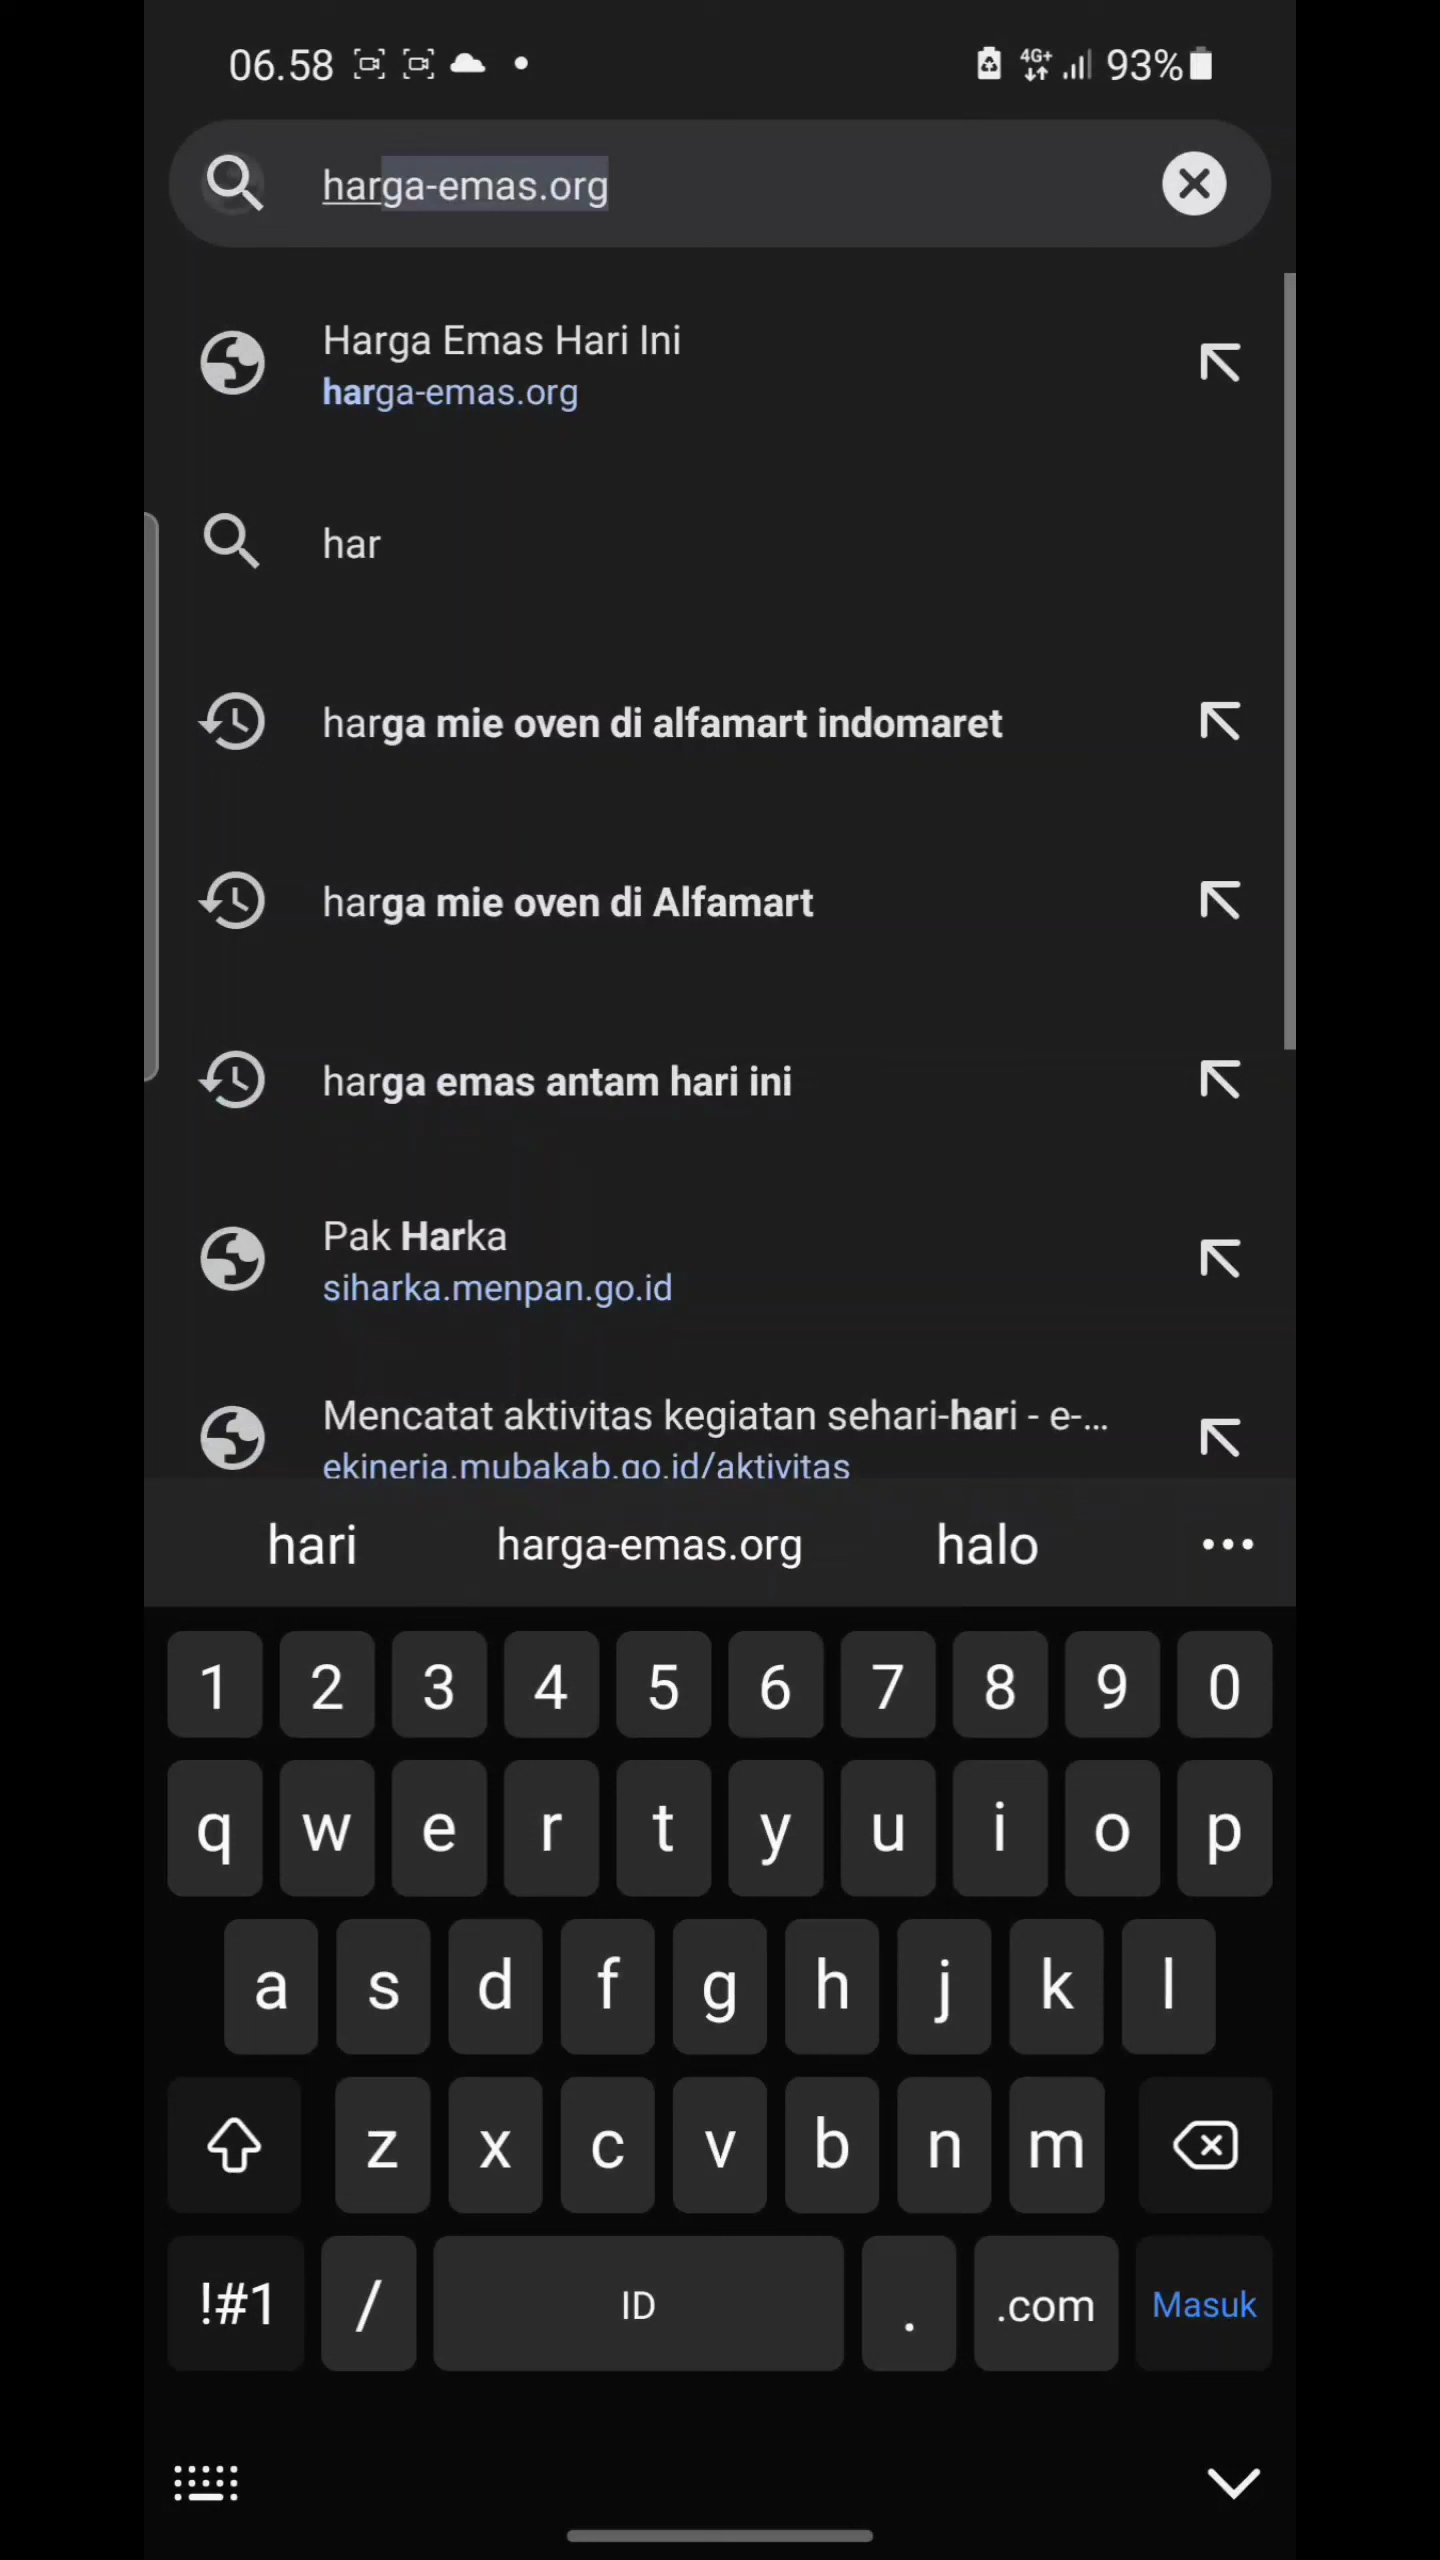 06.58 4G+ 93%
harga-emas.org
Harga Emas Hari Ini
harga-emas.org
har
harga mie oven di alfamart indomaret
harga mie oven di Alfamart
harga emas antam hari ini
Pak Harka
siharka.menpan.go.id
Mencatat aktivitas kegiatan sehari-hari - e-...
ekinerja.mubakab.go.id/aktivitas
hari harga-emas.org halo
1 2 3 4 5 6 7 8 9 0
q w e r t y u i o p
a s d f g h j k l
z x c v b n m
!#1 / ID . .com Masuk